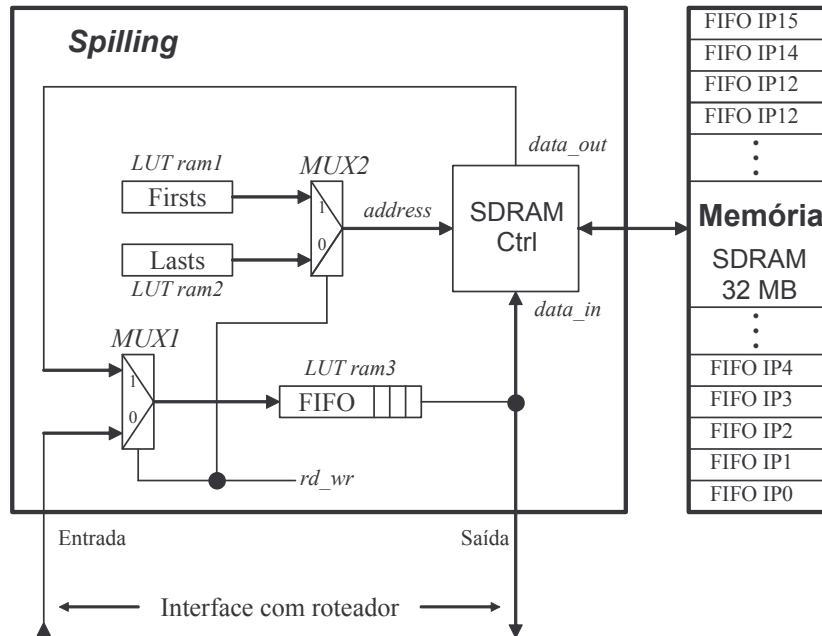 Spilling
LUT ram1
Firsts
Lasts
LUT ram2
MUX2
1
0
address
data_out
SDRAM
Ctrl
data_in
MUX1
1
0
LUT ram3
FIFO
rd_wr
Entrada
Saída
Interface com roteador
FIFO IP15
FIFO IP14
FIFO IP12
FIFO IP12
Memória
SDRAM
32 MB
FIFO IP4
FIFO IP3
FIFO IP2
FIFO IP1
FIFO IP0